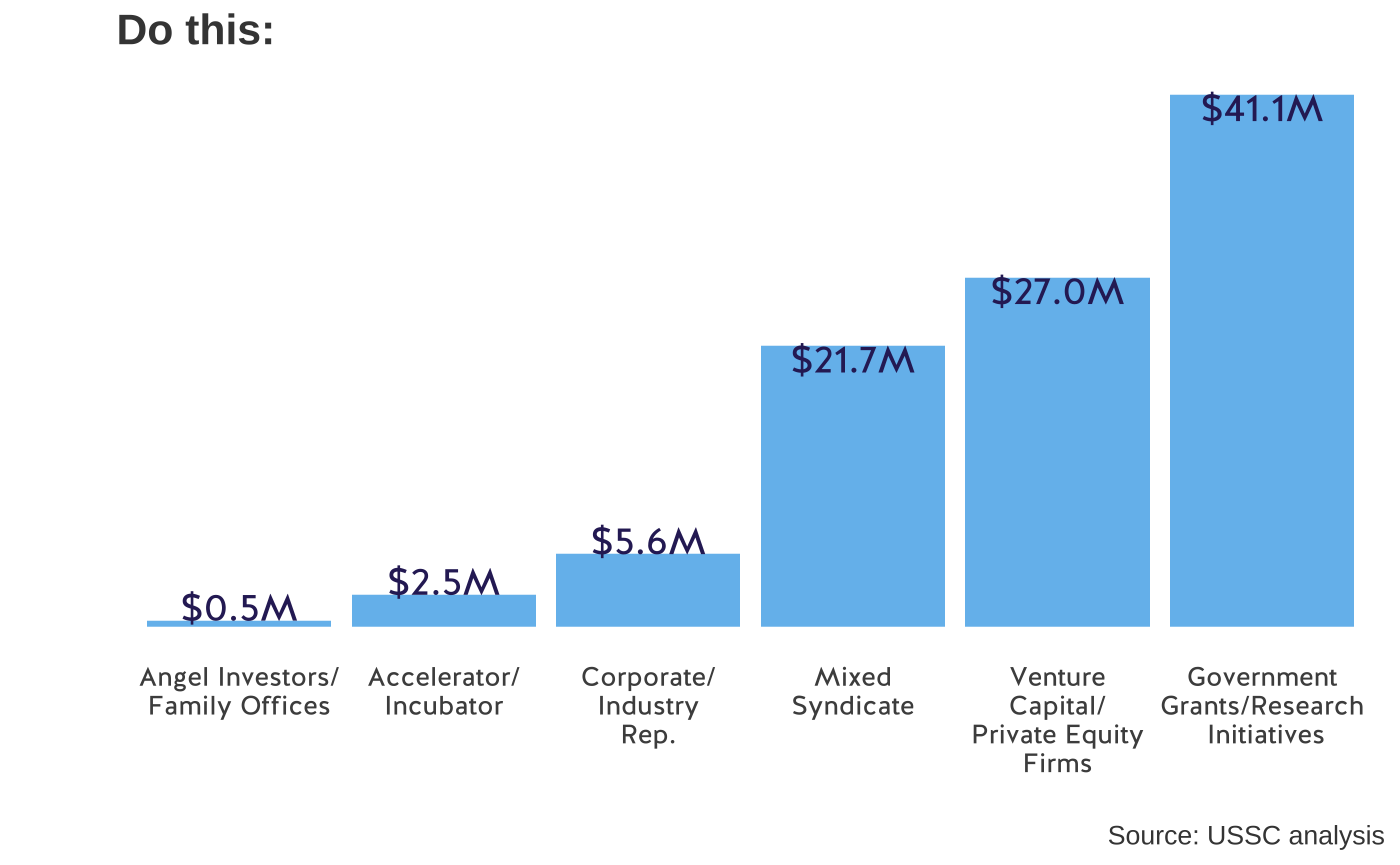 Do this:
$41.1M
$27.0M
$21.7M
$5.6M
$2.5M
$0.5M
Angel Investors/
Family Offices
Accelerator/
Incubator
Corporate/
Industry
Rep.
Mixed
Syndicate
Venture
Capital/
Private Equity
Firms
Government
Grants/Research
Initiatives
Source: USSC analysis